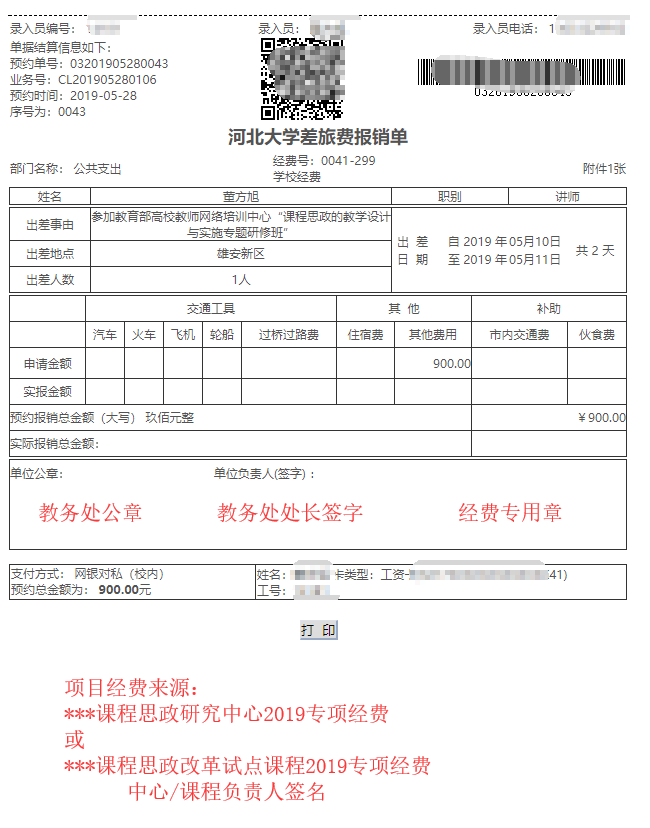 录入员编号：
录入员：
录入员电话： 1
单据结算信息如下：
预约单号：03201905280043
业务号：CL201905280106
预约时间：2019-05-28
序号为：0043
河北大学差旅费报销单
部门名称： 公共支出
经费号：0041-299
学校经费
附件1张
姓名 董方旭 职别 讲师
出差事由 参加教育部高校教师网络培训中心“课程思政的教学设计
与实施专题研修班”
出差地点 雄安新区
出差人数 1人
出 差 自 2019 年 05月10日
日 期 至 2019 年 05月11日
共 2 天
交通工具 其 他 补助
汽车 火车 飞机 轮船 过桥过路费 住宿费 其他费用 市内交通费 伙食费
申请金额 900.00
实报金额
预约报销总金额（大写） 玖佰元整 ￥900.00
实际报销总金额：
单位公章： 单位负责人(签字)：
教务处公章 教务处处长签字 经费专用章
支付方式： 网银对私（校内） 姓名： 卡类型：工资- 41)
预约总金额为： 900.00元 工号：
打 印
项目经费来源：
***课程思政研究中心2019专项经费
或
***课程思政改革试点课程2019专项经费
中心/课程负责人签名